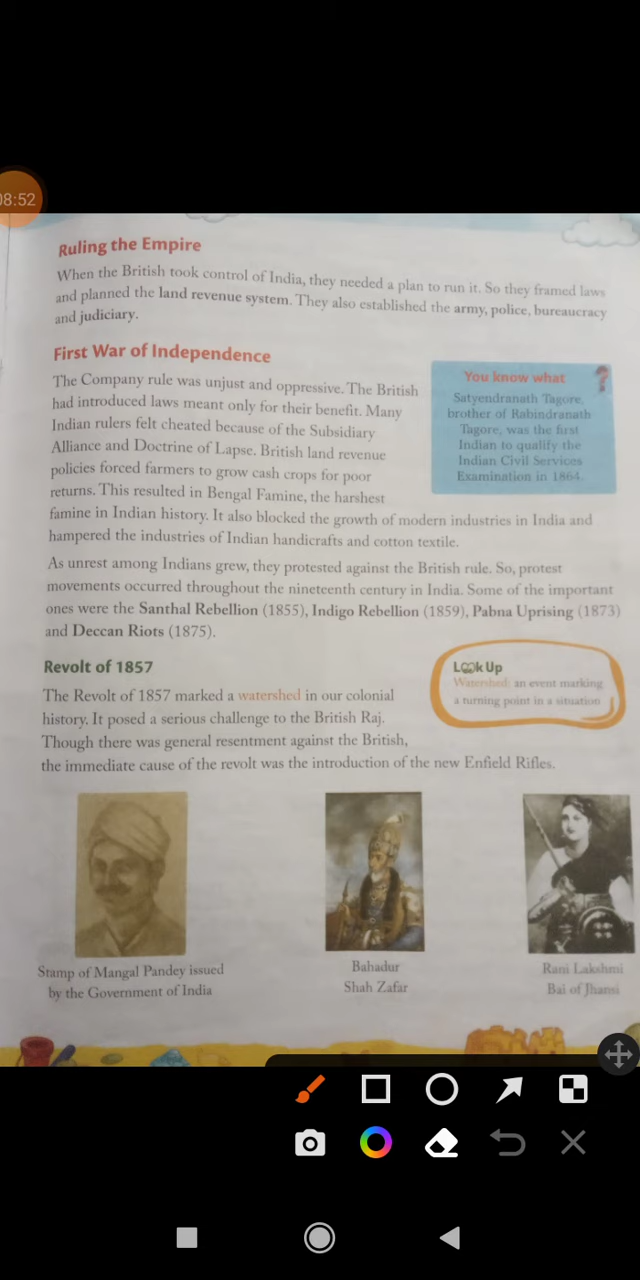 08:52
Ruling the Empire
When the British took control of India, they needed a plan to run it. So they framed laws
and planned the land revenue system. They also established the army, police, bureaucracy
and judiciary.
First War of Independence
The Company rule was unjust and oppressive. The British
had introduced laws meant only for their benefit. Many
Indian rulers felt cheated because of the Subsidiary
Alliance and Doctrine of Lapse. British land revenue
policies forced farmers to grow cash crops for poor
returns. This resulted in Bengal Famine, the harshest
famine in Indian history. It also blocked the growth of modern industries in India and
hampered the industries of Indian handicrafts and cotton textile.
You know what
?
Satyendranath Tagore,
brother of Rabindranath
Tagore, was the first
Indian to qualify the
Indian Civil Services
Examination in 1864.
As unrest among Indians grew, they protested against the British rule. So, protest
movements occurred throughout the nineteenth century in India. Some of the important
ones were the Santhal Rebellion (1855), Indigo Rebellion (1859), Pabna Uprising (1873)
and Deccan Riots (1875).
Revolt of 1857
The Revolt of 1857 marked a watershed in our colonial
history. It posed a serious challenge to the British Raj.
Though there was general resentment against the British,
the immediate cause of the revolt was the introduction of the new Enfield Rifles.
Look Up
Watershed: an event marking
a turning point in a situation
Stamp of Mangal Pandey issued
by the Government of India
Bahadur
Shah Zafar
Rani Lakshmi
Bai of Jhansi